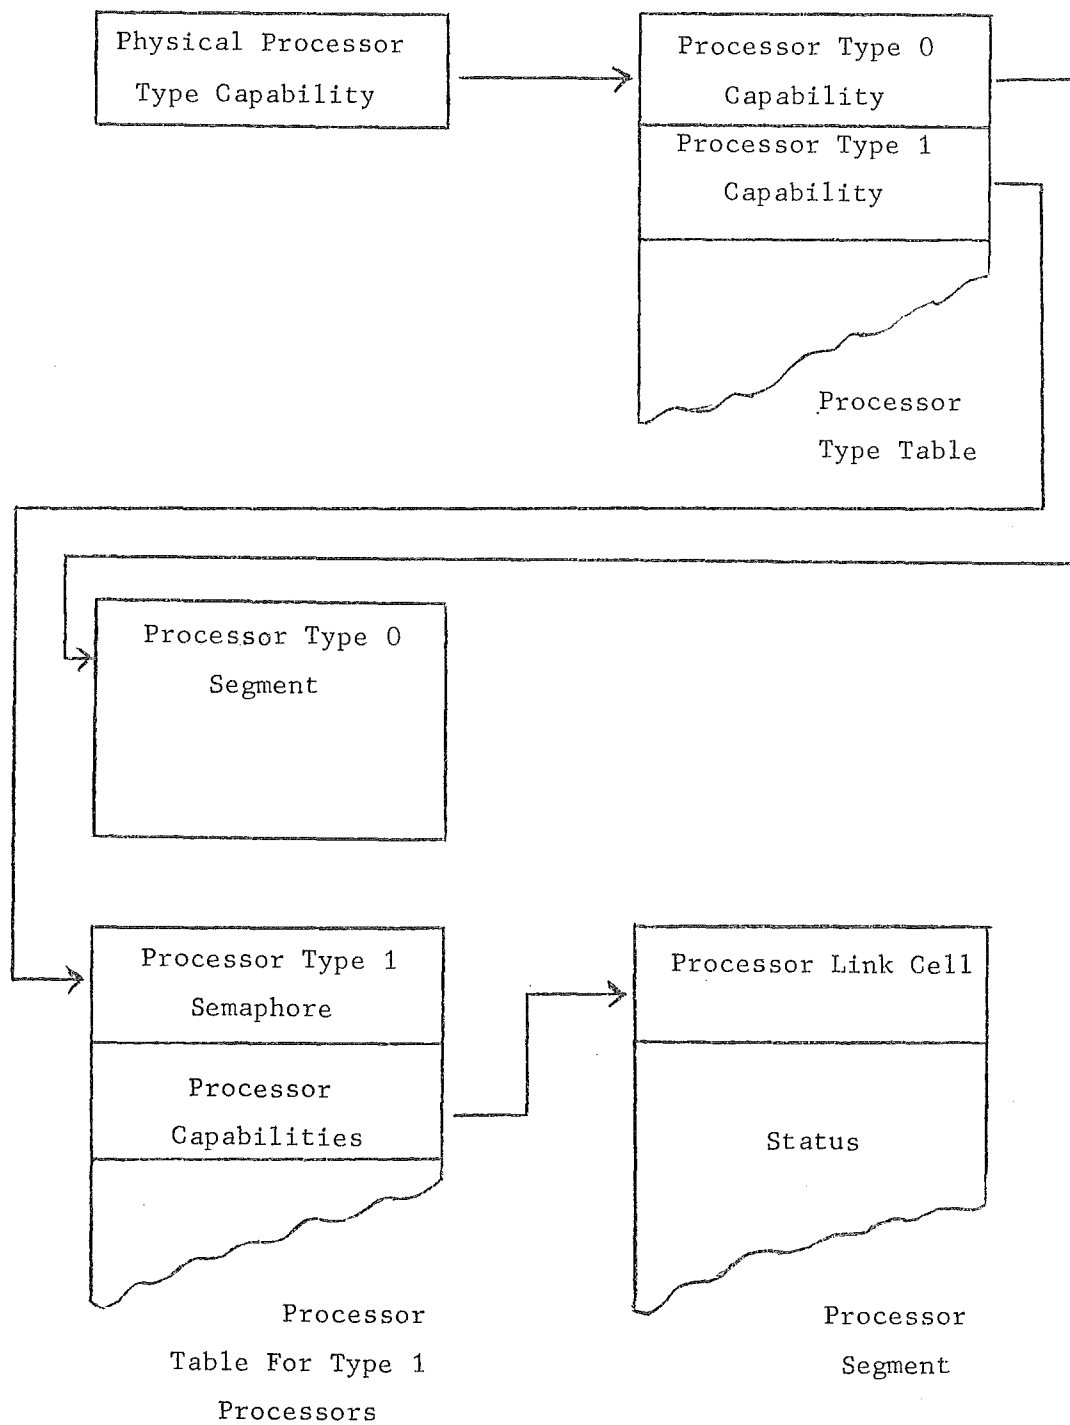 Physical Processor
Type Capability
Processor Type 0
Capability
Processor Type 1
Capability
Processor
Type Table
Processor Type 0
Segment
Processor Type 1
Semaphore
Processor
Capabilities
Processor Link Cell
Status
Processor
Table For Type 1
Processors
Processor
Segment